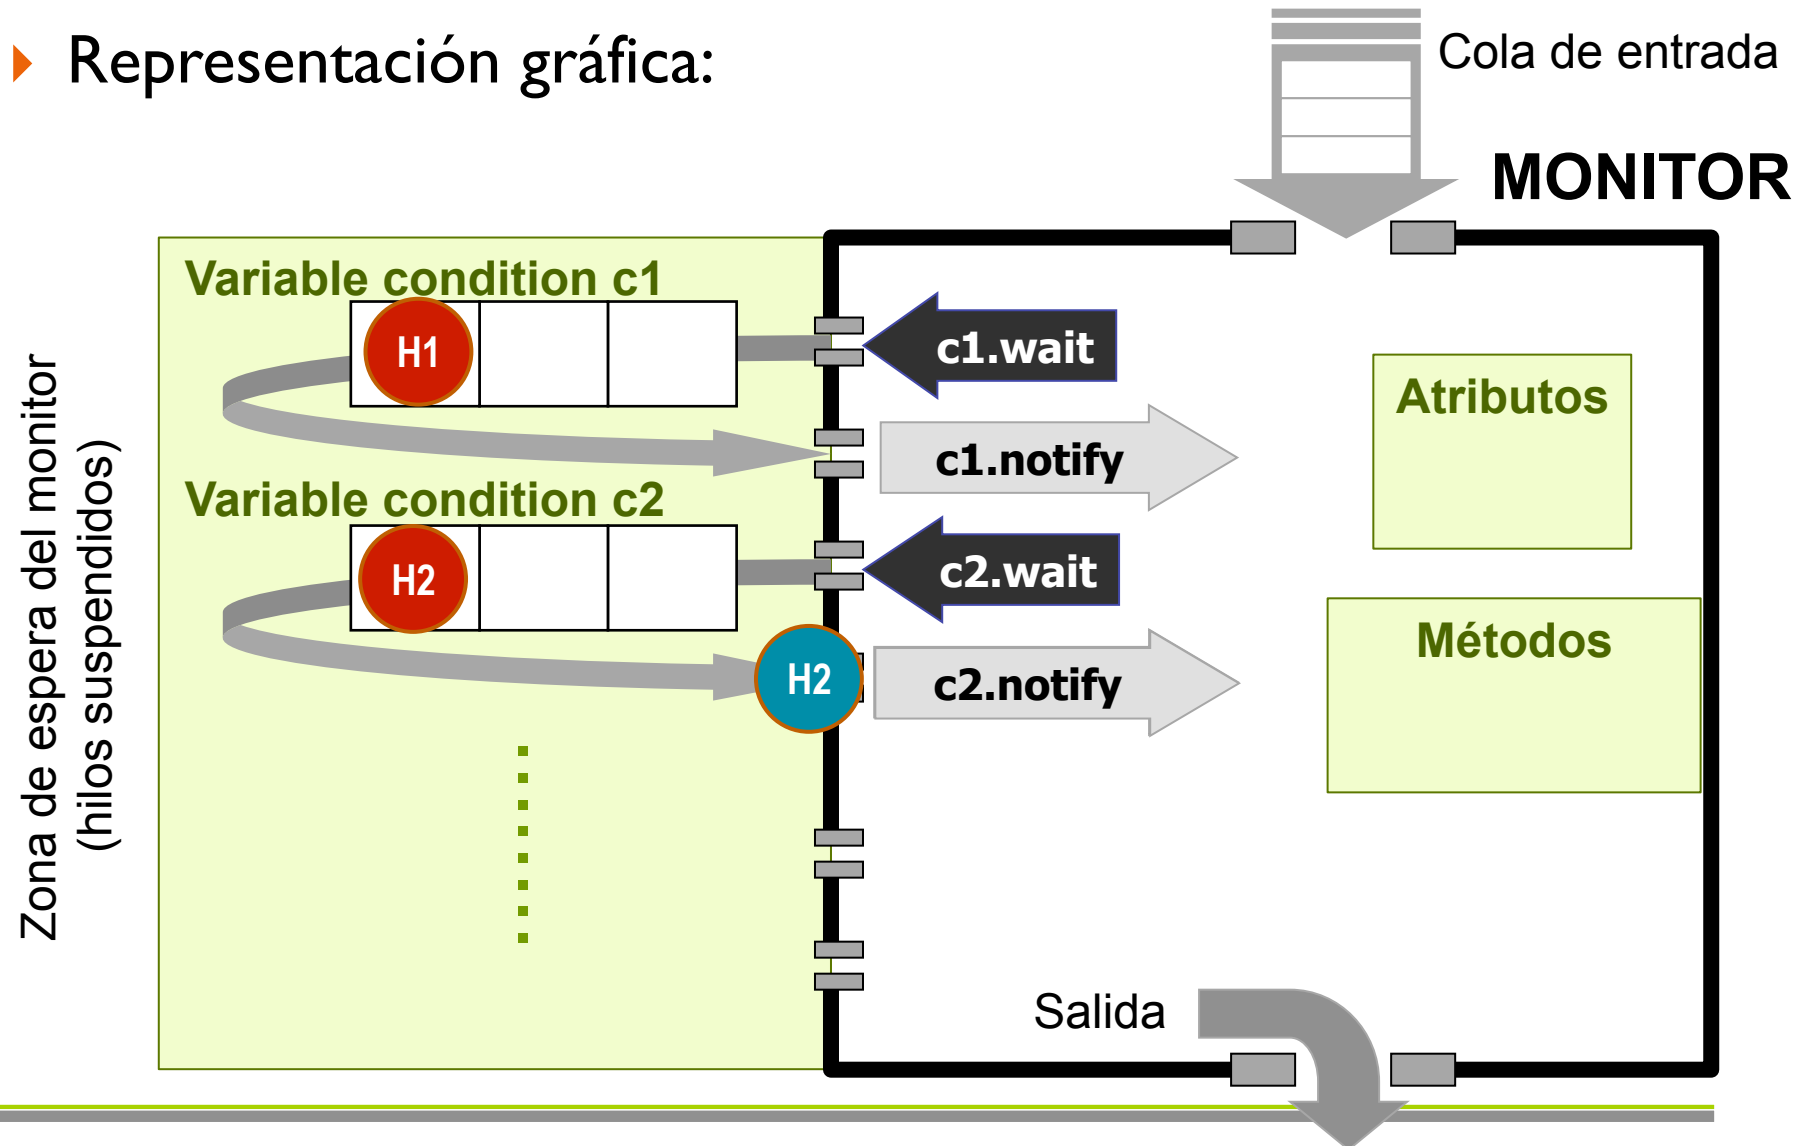 Representación gráfica:
Cola de entrada
MONITOR
Variable condition c1
H1
c1.wait
c1.notify
Atributos
Variable condition c2
H2
c2.wait
H2
c2.notify
Métodos
Zona de espera del monitor
(hilos suspendidos)
Salida